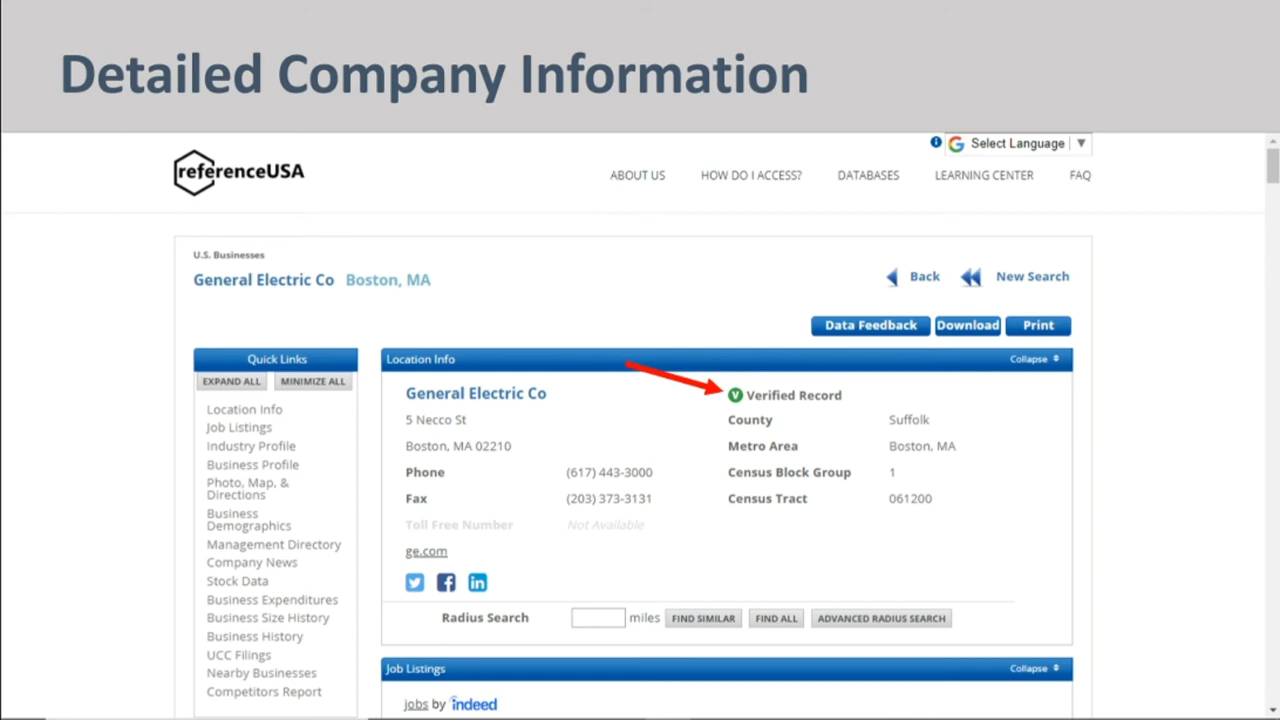 Detailed Company Information
Select Language
referenceUSA
ABOUT US HOW DO I ACCESS? DATABASES LEARNING CENTER FAQ
U.S. Businesses
General Electric Co Boston, MA
Back New Search
Data Feedback Download Print
Quick Links
EXPAND ALL MINIMIZE ALL
Location Info
Job Listings
Industry Profile
Business Profile
Photo, Map, &
Directions
Business
Demographics
Management Directory
Company News
Stock Data
Business Expenditures
Business Size History
Business History
UCC Filings
Nearby Businesses
Competitors Report
Location Info Collapse
General Electric Co V Verified Record
5 Necco St County Suffolk
Boston, MA 02210 Metro Area Boston, MA
Phone (617) 443-3000 Census Block Group 1
Fax (203) 373-3131 Census Tract 061200
Toll Free Number Not Available
ge.com
Radius Search miles FIND SIMILAR FIND ALL ADVANCED RADIUS SEARCH
Job Listings Collapse
jobs by indeed